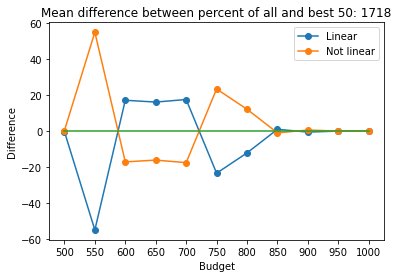 Mean difference between percent of all and best 50: 1718
Linear
Not linear
60
40
20
0
−20
−40
−60
Difference
500 550 600 650 700 750 800 850 900 950 1000
Budget